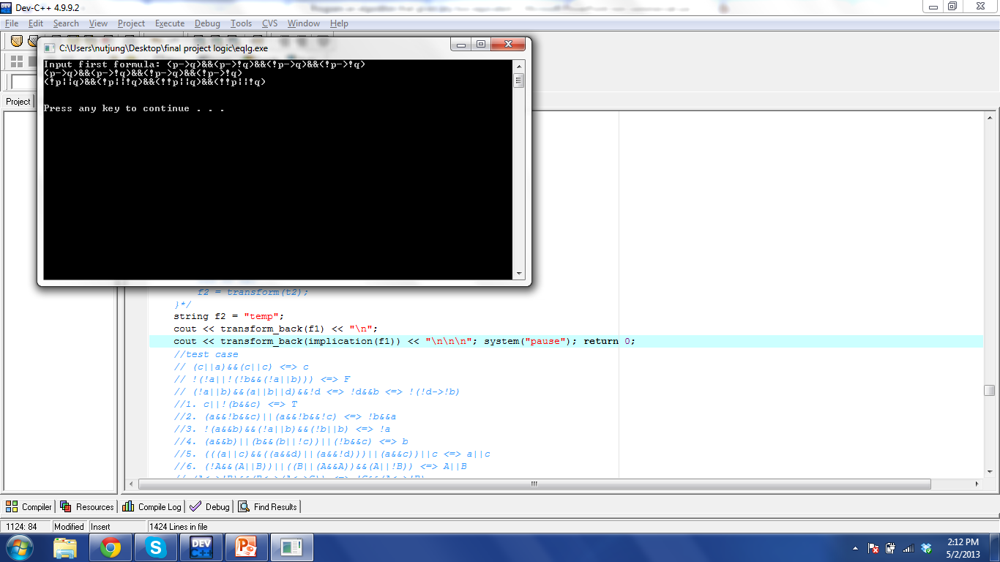 Dev-C++ 4.9.9.2
File Edit Search View Project Execute Debug Tools CVS Window Help
C:\Users\nutjung\Desktop\final project logic\eqlg.exe
Input first formula: (p->q)&&(p->!q)&&(!p->q)&&(!p->!q)
(p->q)&&(p->!q)&&(!p->q)&&(!p->!q)
(!p||q)&&(!p||!q)&&(!!p||q)&&(!!p||!q)
Press any key to continue . . .
Project
f2 = transform(t2);
}*/
string f2 = "temp";
cout << transform_back(f1) << "\n";
cout << transform_back(implication(f1)) << "\n\n\n"; system("pause"); return 0;
//test case
// (c||a)&&(c||c) <=> c
// !(!a||!(!b&&(!a||b))) <=> F
// (!a||b)&&(a||b||d)&&!d <=> !d&&b <=> !(!d->!b)
//1. c||!(b&&c) <=> T
//2. (a&&!b&&c)||(a&&!b&&!c) <=> !b&&a
//3. !(a&&b)&&(!a||b)&&(!b||b) <=> !a
//4. (a&&b)||(b&&(b||!c))||(!b&&c) <=> b
//5. (((a||c)&&((a&&d)||(a&&!d)))||(a&&c))||c <=> a||c
//6. (!A&&(A||B))||((B||(A&&A))&&(A||!B)) <=> A||B
Compiler Resources Compile Log Debug Find Results
1124: 84 Modified Insert 1424 Lines in file
DEV C++
2:12 PM
5/2/2013